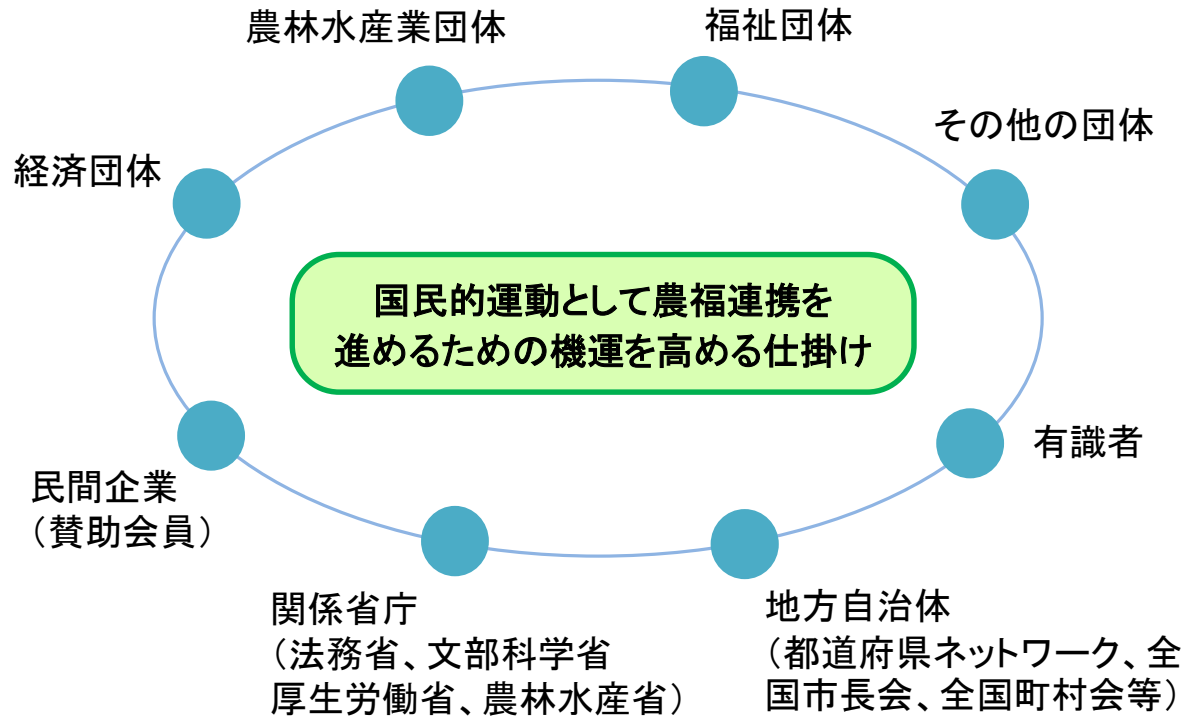 農林水産業団体
福祉団体
その他の団体
経済団体
国民的運動として農福連携を
進めるための機運を高める仕掛け
有識者
民間企業
（賛助会員）
関係省庁
（法務省、文部科学省
厚生労働省、農林水産省）
地方自治体
（都道府県ネットワーク、全
国市長会、全国町村会等）